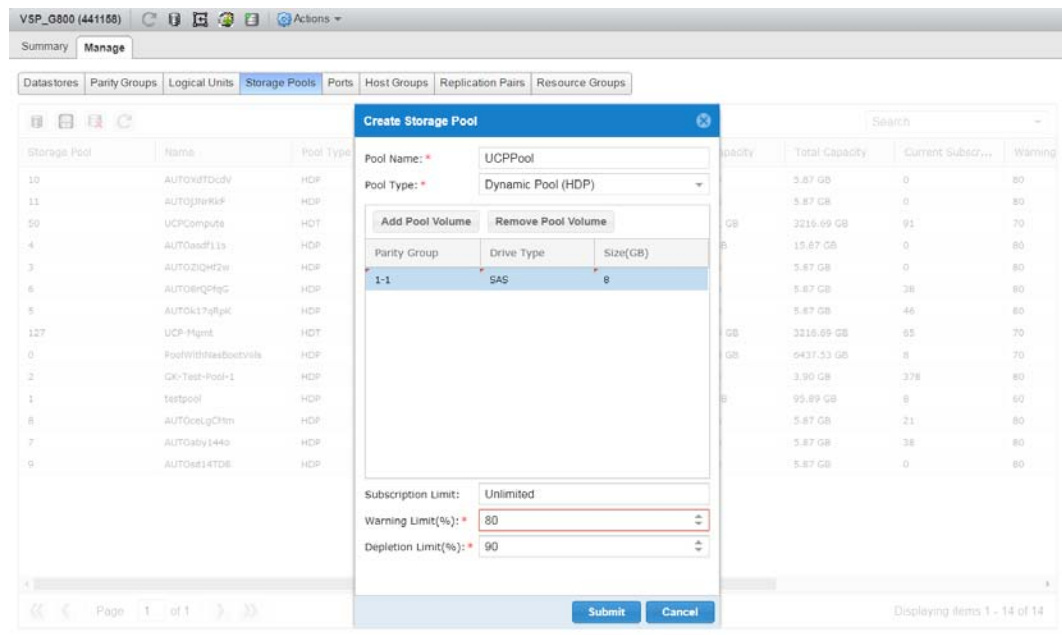 VSP_G800 (441168) Actions
Summary Manage
Datastores Parity Groups Logical Units Storage Pools Ports Host Groups Replication Pairs Resource Groups
Create Storage Pool
Search
Storage Pool Name Pool Type Total Capacity Current Subscr... Warning
Pool Name: * UCPPool
Pool Type: * Dynamic Pool (HDP)
Add Pool Volume Remove Pool Volume
Parity Group Drive Type Size(GB)
1-1 SAS 8
10 HDP 5.87 GB 0 80
11 HDP 5.87 GB 0 80
50 UCPCompute HDT GB 3216.69 GB 91 70
4 AUTOasdf11s HDP 15.87 GB 0 80
3 AUTOZIQHf2w HDP 5.87 GB 0 80
6 HDP 5.87 GB 38 80
5 AUTOk17qRpK HDP 5.87 GB 46 80
127 UCP-Mgmt HDT GB 3216.69 GB 65 70
0 HDP GB 6437.53 GB 8 70
2 GK-Test-Pool-1 HDP 3.90 GB 378 80
1 testpool HDP 95.89 GB 8 60
8 HDP 5.87 GB 21 80
7 AUTOaby144o HDP 5.87 GB 38 80
9 HDP 5.87 GB 0 80
Subscription Limit: Unlimited
Warning Limit(%): * 80
Depletion Limit(%): * 90
Submit Cancel
Page 1 of 1 Displaying items 1 - 14 of 14